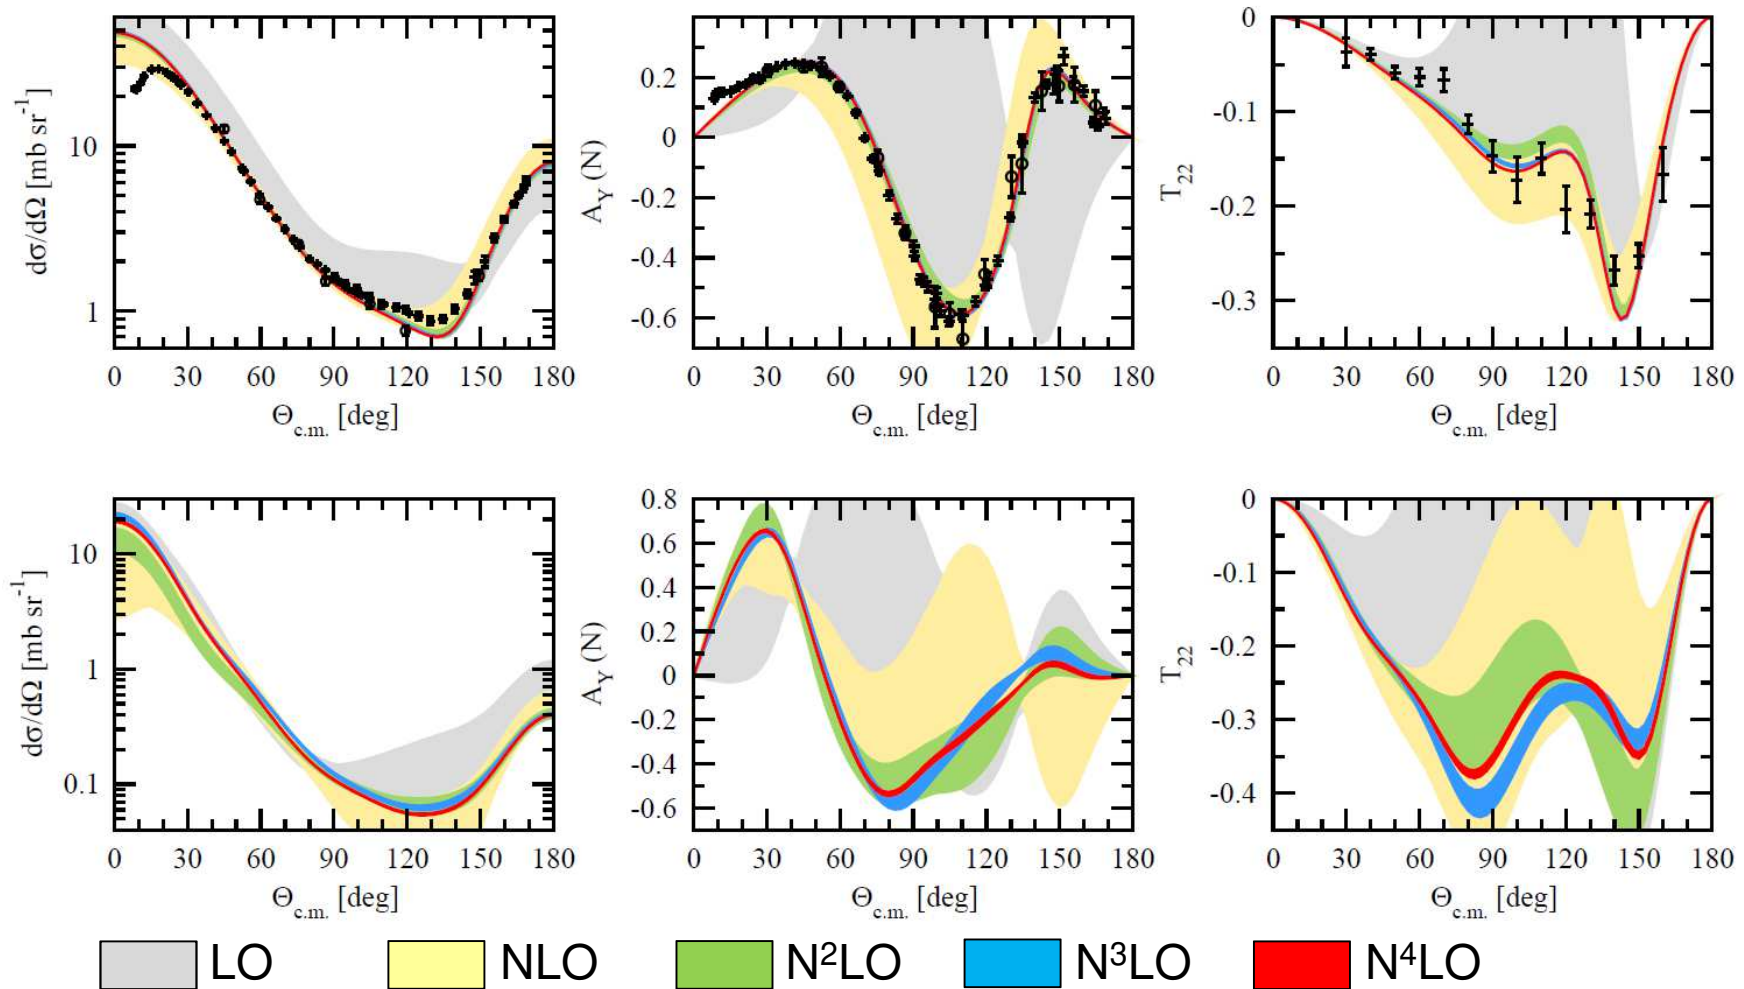 dσ/dΩ [mb sr⁻¹]
10
1
0 30 60 90 120 150 180
Θc.m. [deg]
A_Y (N)
0.2
0
-0.2
-0.4
-0.6
0 30 60 90 120 150 180
Θc.m. [deg]
T₂₂
0
-0.1
-0.2
-0.3
0 30 60 90 120 150 180
Θc.m. [deg]
dσ/dΩ [mb sr⁻¹]
10
1
0.1
0 30 60 90 120 150 180
Θc.m. [deg]
A_Y (N)
0.8
0.6
0.4
0.2
0
-0.2
-0.4
-0.6
0 30 60 90 120 150 180
Θc.m. [deg]
T₂₂
0
-0.1
-0.2
-0.3
-0.4
0 30 60 90 120 150 180
Θc.m. [deg]
LO NLO N²LO N³LO N⁴LO